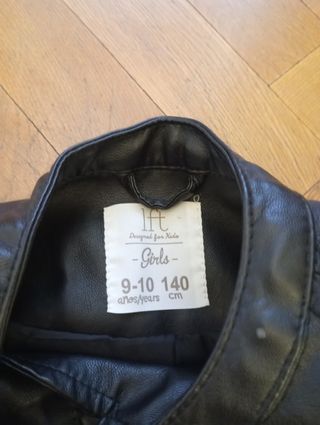 lft
Designed for Kids
- Girls -
9-10 140
años/years cm